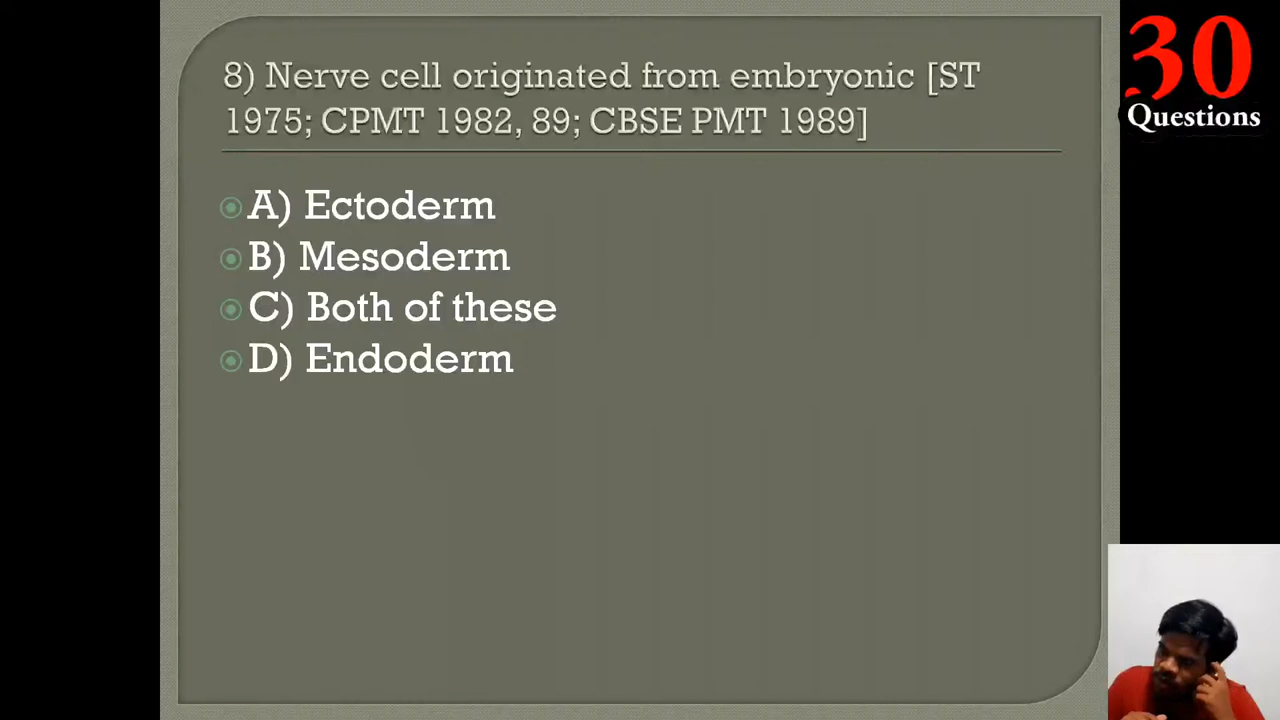 8) Nerve cell originated from embryonic [ST
1975; CPMT 1982, 89; CBSE PMT 1989]
A) Ectoderm
B) Mesoderm
C) Both of these
D) Endoderm
30
Questions